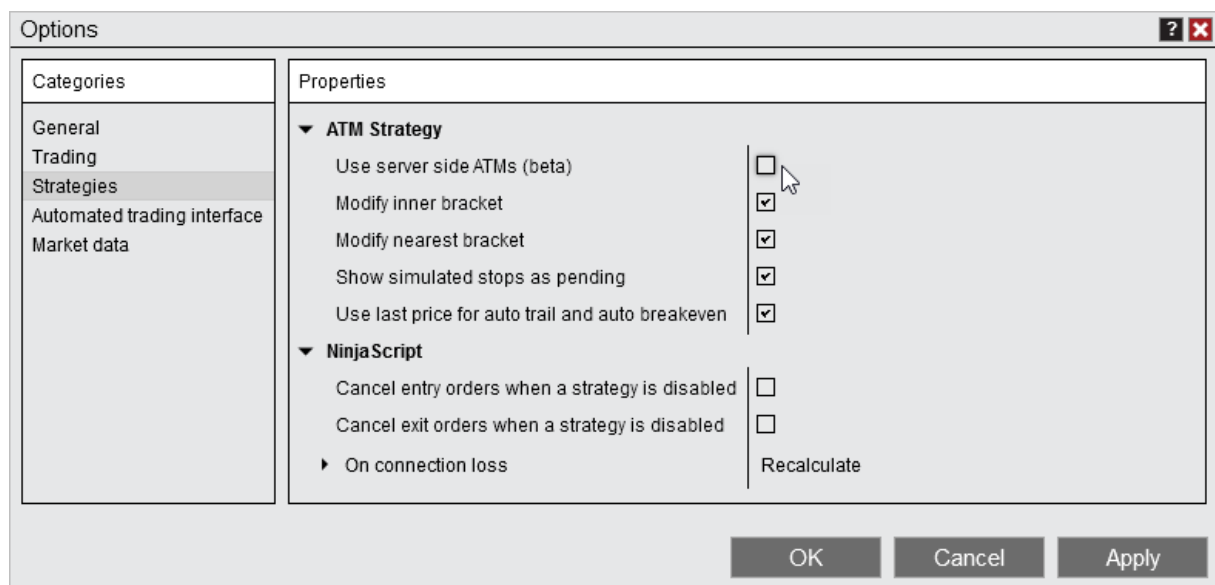 Options
?
Categories
General
Trading
Strategies
Automated trading interface
Market data
Properties
ATM Strategy
Use server side ATMs (beta)
Modify inner bracket
Modify nearest bracket
Show simulated stops as pending
Use last price for auto trail and auto breakeven
NinjaScript
Cancel entry orders when a strategy is disabled
Cancel exit orders when a strategy is disabled
On connection loss Recalculate
OK Cancel Apply